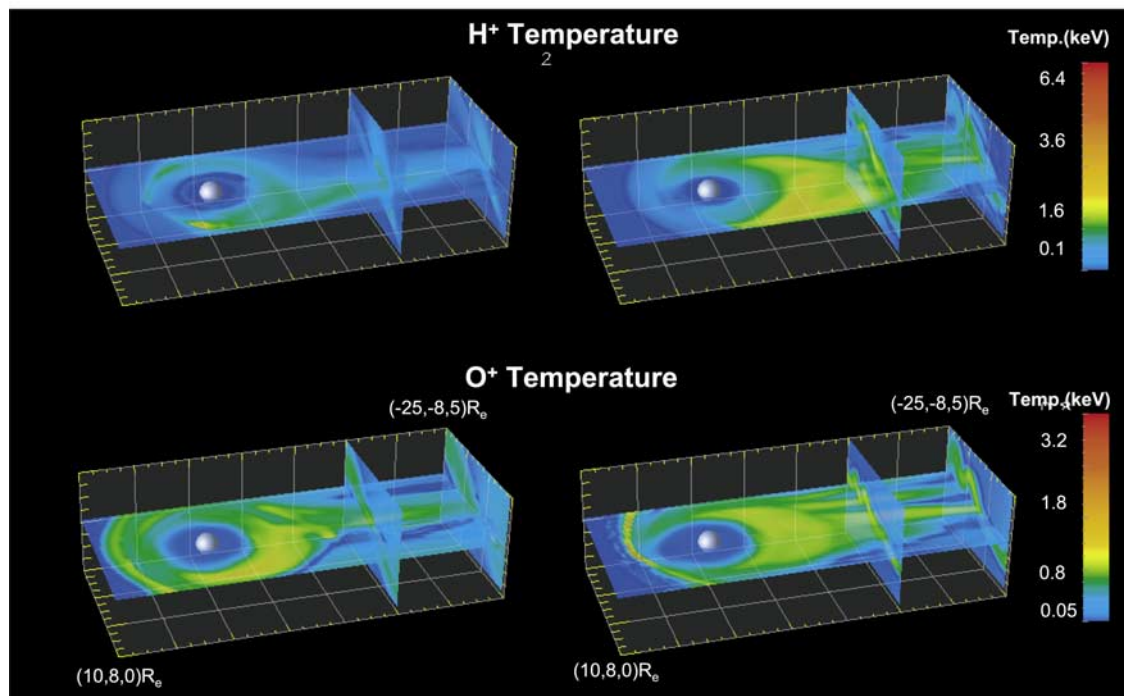 H⁺ Temperature
2
Temp.(keV)
6.4
3.6
1.6
0.1
O⁺ Temperature
(-25,-8,5)Rₑ
(-25,-8,5)Rₑ
Temp.(keV)
3.2
1.8
0.8
0.05
(10,8,0)Rₑ
(10,8,0)Rₑ